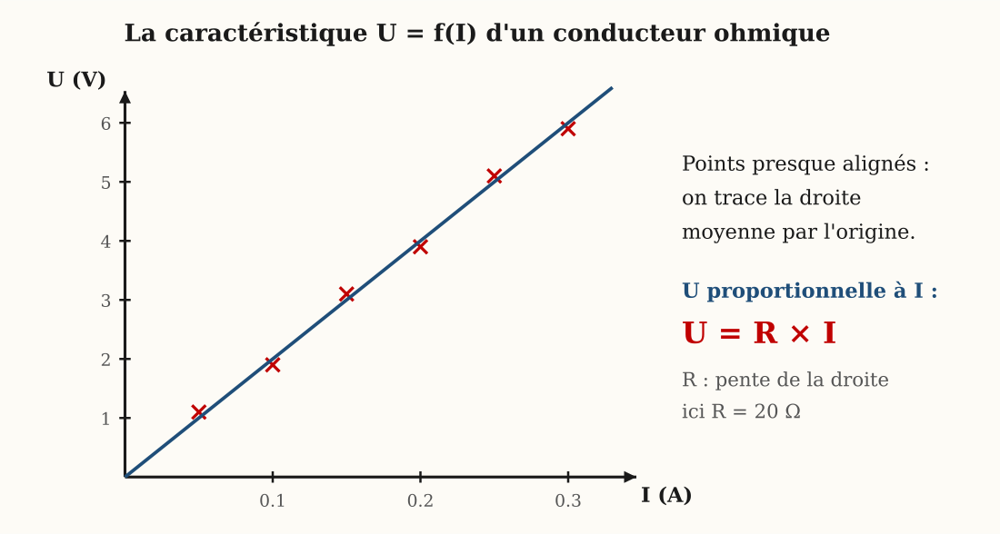 La caractéristique U = f(I) d'un conducteur ohmique
U (V)
6
5
4
3
2
1
0.1
0.2
0.3
I (A)
Points presque alignés :
on trace la droite
moyenne par l'origine.
U proportionnelle à I :
U = R × I
R : pente de la droite
ici R = 20 Ω